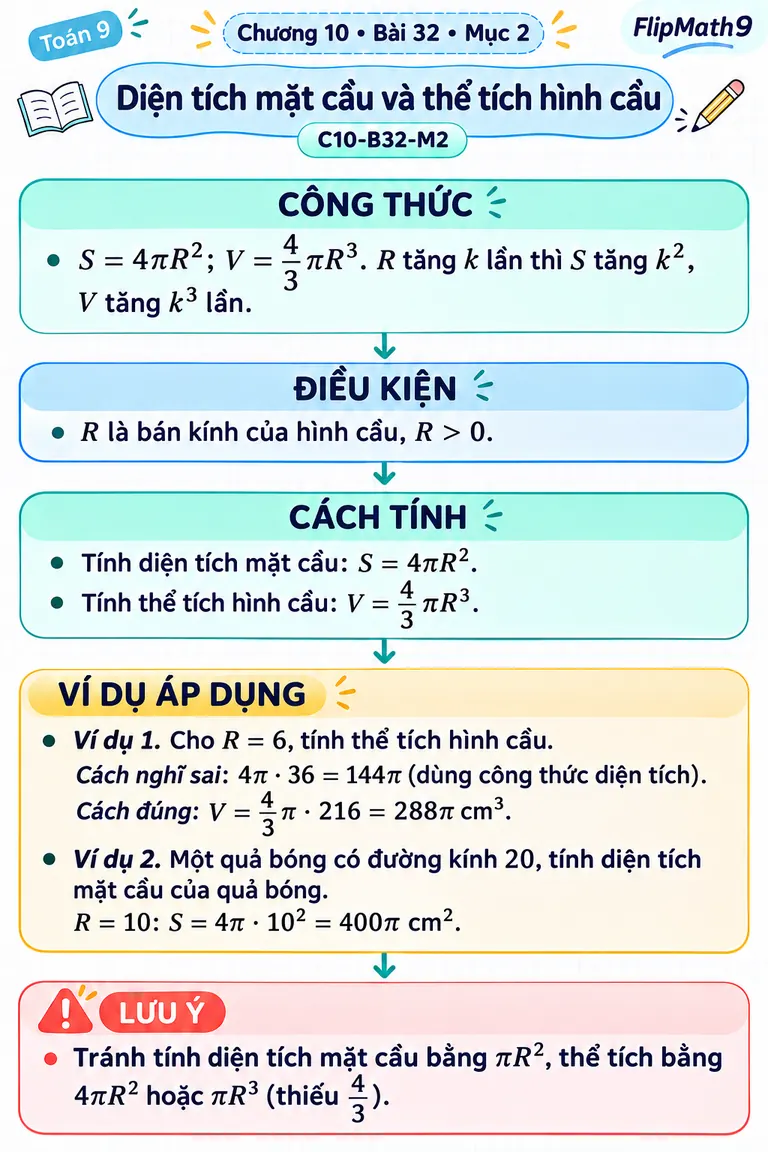 Toán 9
Chương 10 • Bài 32 • Mục 2
FlipMath9
Diện tích mặt cầu và thể tích hình cầu
C10-B32-M2
CÔNG THỨC
• S = 4πR²; V = 4/3 πR³. R tăng k lần thì S tăng k²,
V tăng k³ lần.
ĐIỀU KIỆN
• R là bán kính của hình cầu, R > 0.
CÁCH TÍNH
• Tính diện tích mặt cầu: S = 4πR².
• Tính thể tích hình cầu: V = 4/3 πR³.
VÍ DỤ ÁP DỤNG
• Ví dụ 1. Cho R = 6, tính thể tích hình cầu.
Cách nghĩ sai: 4π · 36 = 144π (dùng công thức diện tích).
Cách đúng: V = 4/3 π · 216 = 288π cm³.
• Ví dụ 2. Một quả bóng có đường kính 20, tính diện tích
mặt cầu của quả bóng.
R = 10: S = 4π · 10² = 400π cm².
LƯU Ý
• Tránh tính diện tích mặt cầu bằng πR², thể tích bằng
4πR² hoặc πR³ (thiếu 4/3).